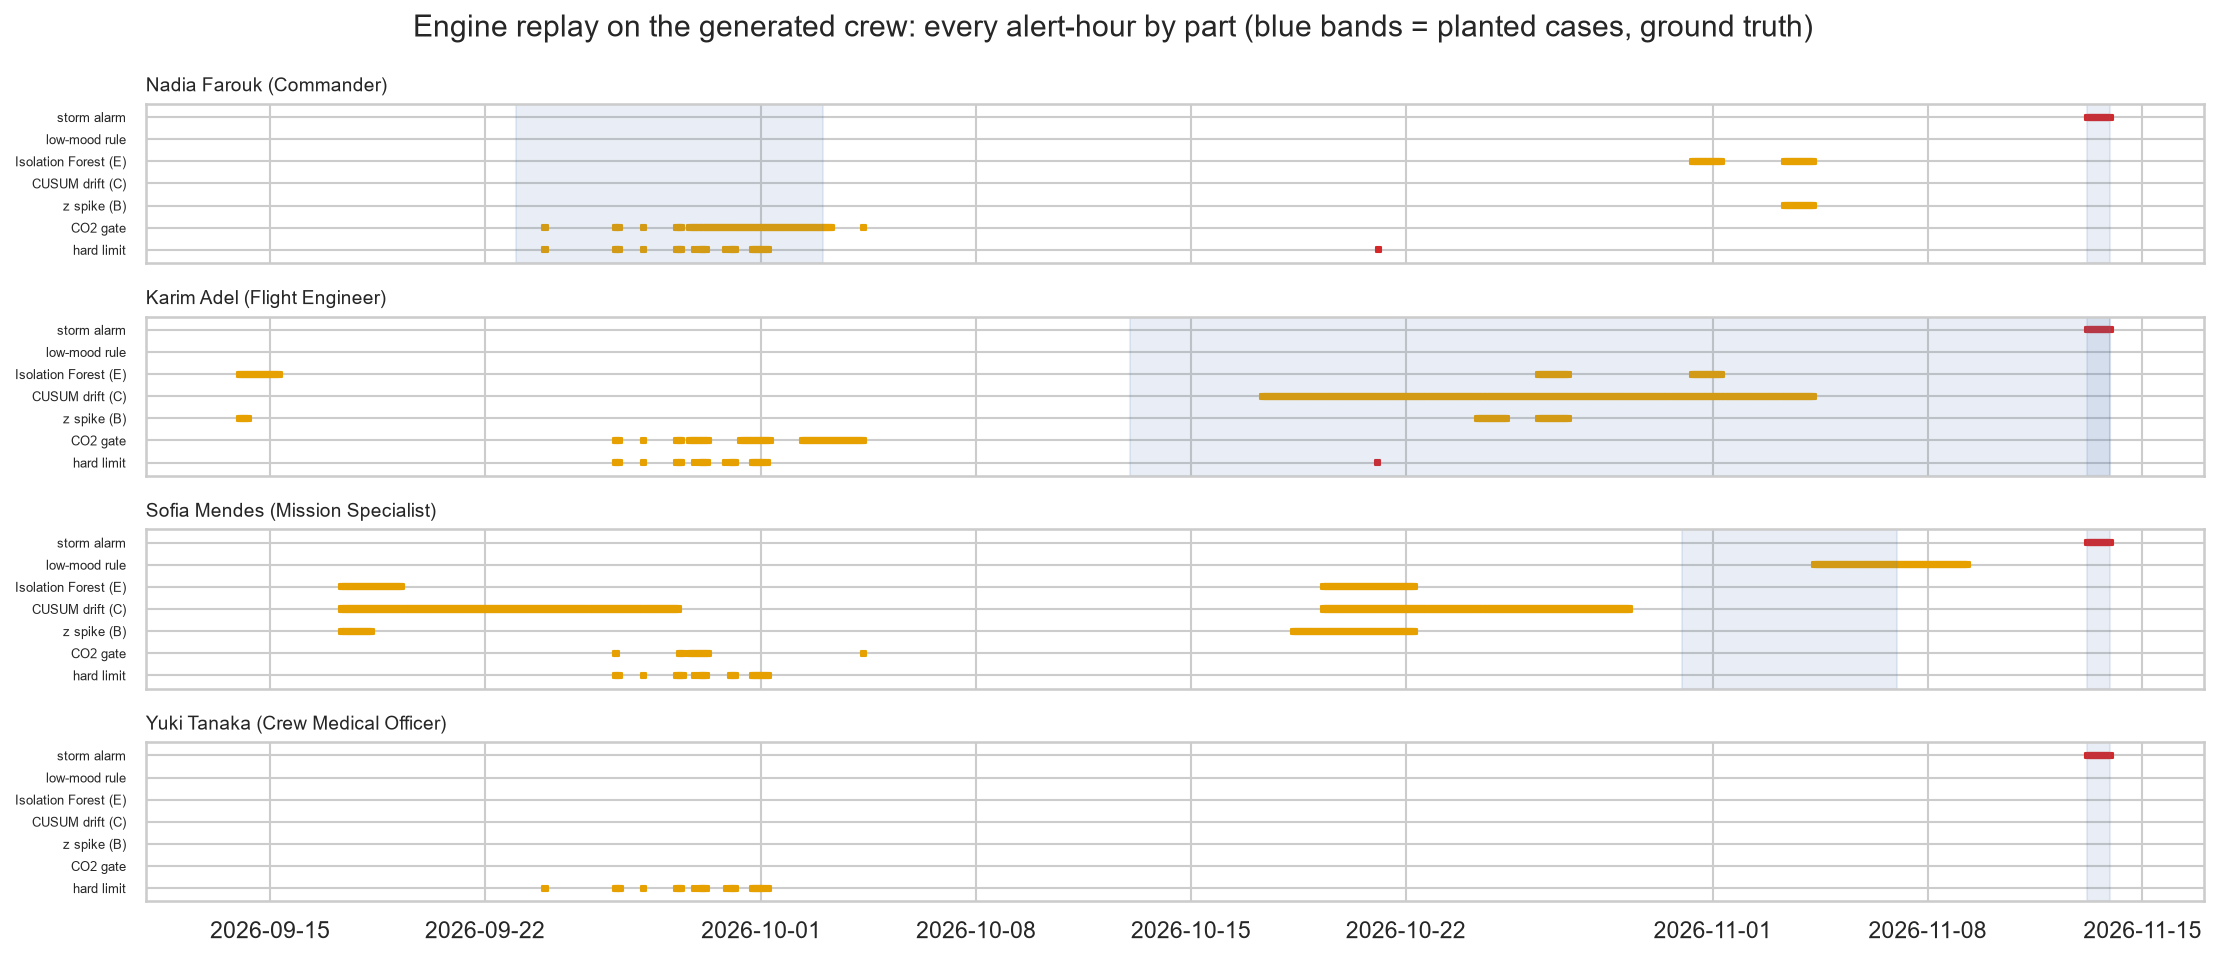 Engine replay on the generated crew: every alert-hour by part (blue bands = planted cases, ground truth)
Nadia Farouk (Commander)
storm alarm
low-mood rule
Isolation Forest (E)
CUSUM drift (C)
z spike (B)
CO2 gate
hard limit
Karim Adel (Flight Engineer)
storm alarm
low-mood rule
Isolation Forest (E)
CUSUM drift (C)
z spike (B)
CO2 gate
hard limit
Sofia Mendes (Mission Specialist)
storm alarm
low-mood rule
Isolation Forest (E)
CUSUM drift (C)
z spike (B)
CO2 gate
hard limit
Yuki Tanaka (Crew Medical Officer)
storm alarm
low-mood rule
Isolation Forest (E)
CUSUM drift (C)
z spike (B)
CO2 gate
hard limit
2026-09-15 2026-09-22 2026-10-01 2026-10-08 2026-10-15 2026-10-22 2026-11-01 2026-11-08 2026-11-15